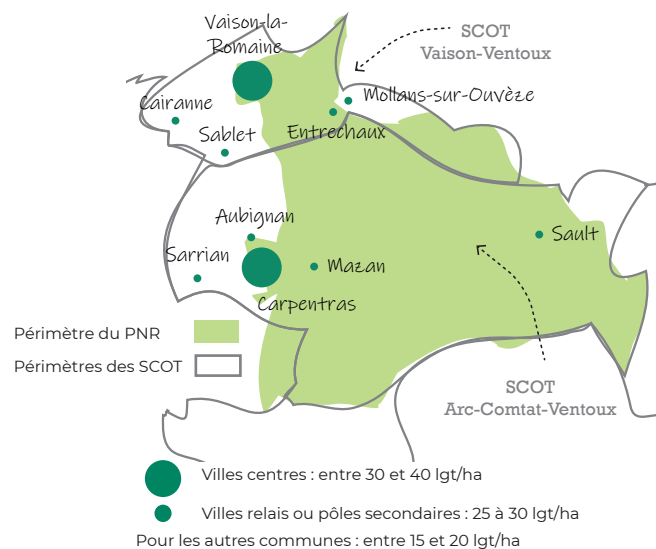 Vaison-la-
Romaine
SCOT
Vaison-Ventoux
Mollans-sur-Ouvèze
Cairanne
Entrechaux
Sablet
Aubignan
Sault
Sarrian
Mazan
Carpentras
Périmètre du PNR
Périmètres des SCOT
SCOT
Arc-Comtat-Ventoux
Villes centres : entre 30 et 40 lgt/ha
Villes relais ou pôles secondaires : 25 à 30 lgt/ha
Pour les autres communes : entre 15 et 20 lgt/ha